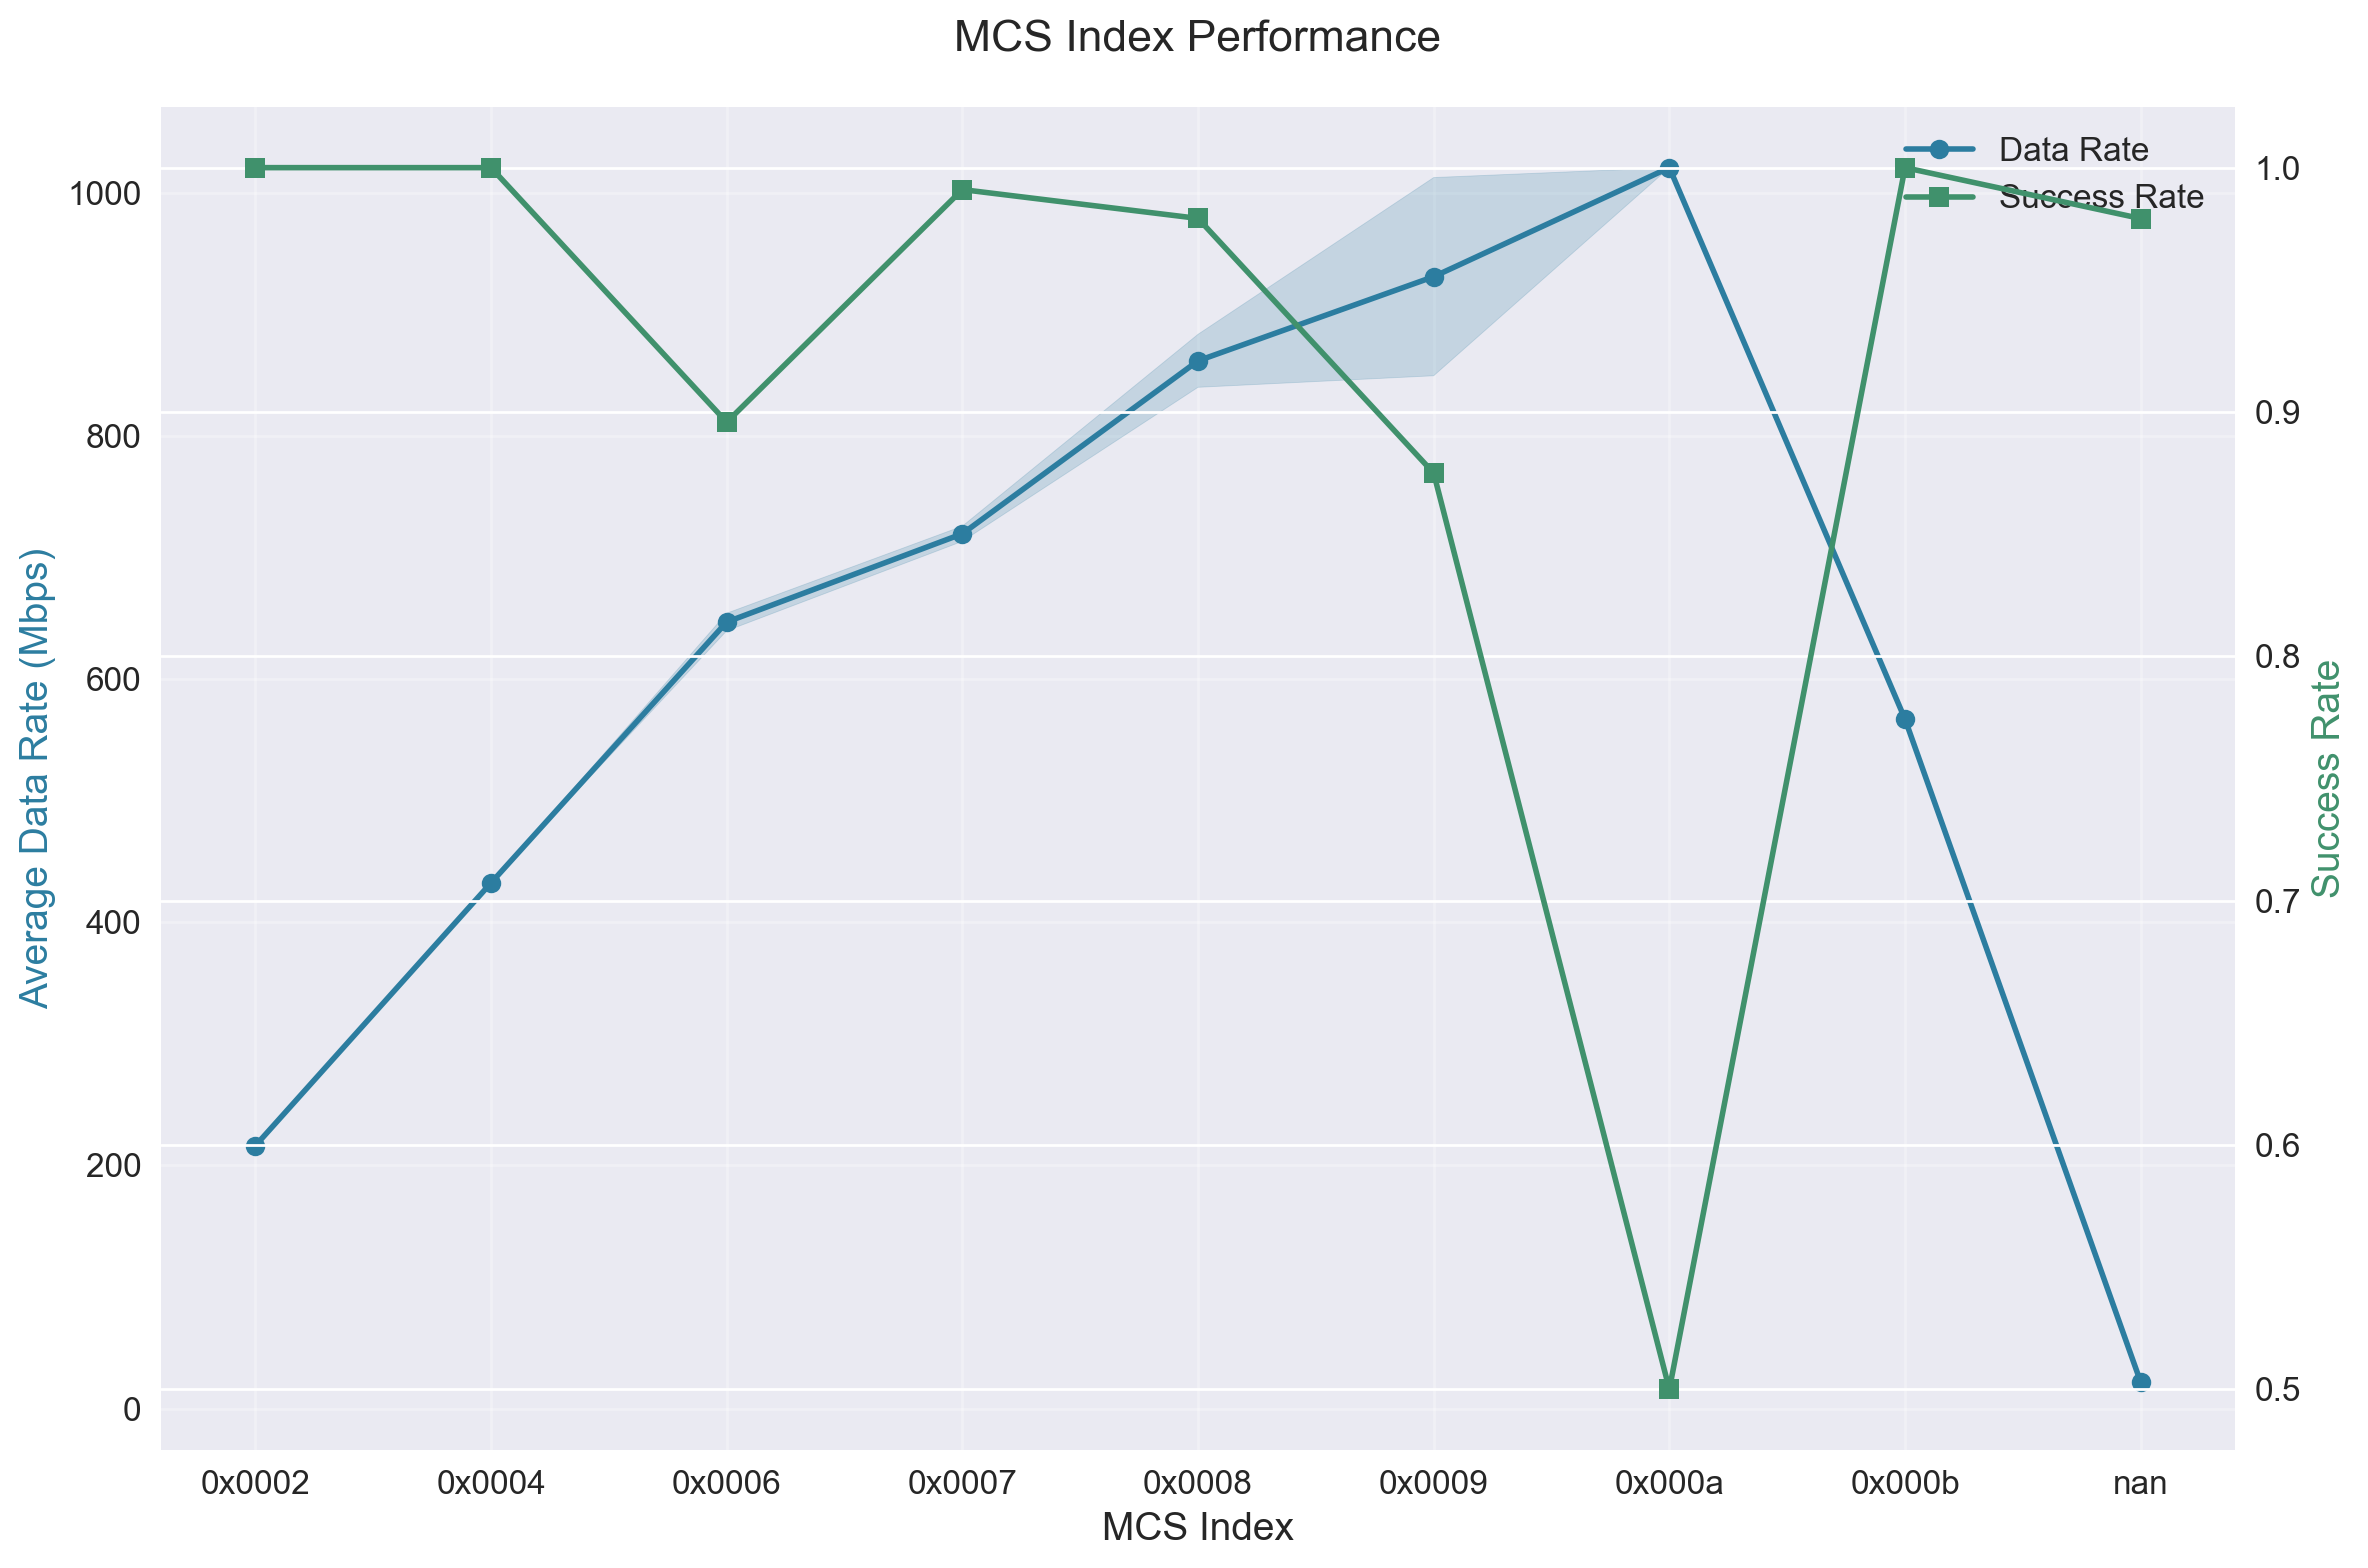 MCS Index Performance
Data Rate
Success Rate
1000
800
600
400
200
0
Average Data Rate (Mbps)
1.0
0.9
0.8
0.7
0.6
0.5
Success Rate
0x0002 0x0004 0x0006 0x0007 0x0008 0x0009 0x000a 0x000b nan
MCS Index